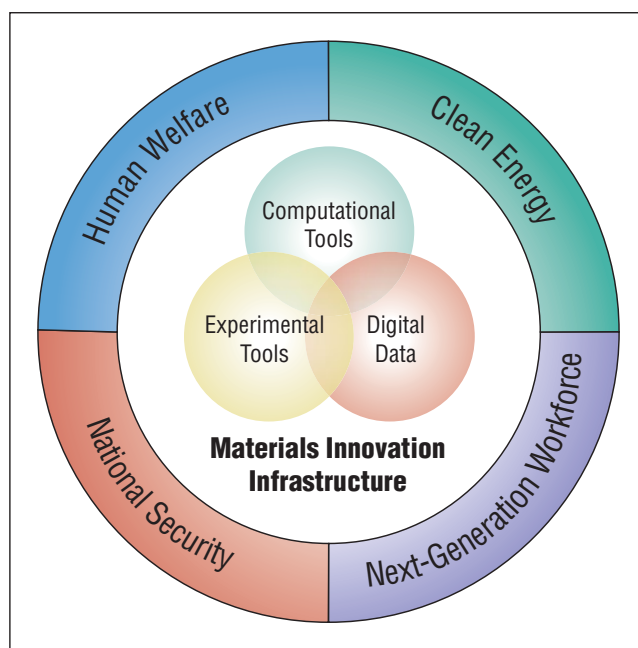 Human Welfare
Clean Energy
Computational
Tools
Experimental
Tools
Digital
Data
Materials Innovation
Infrastructure
National Security
Next-Generation Workforce